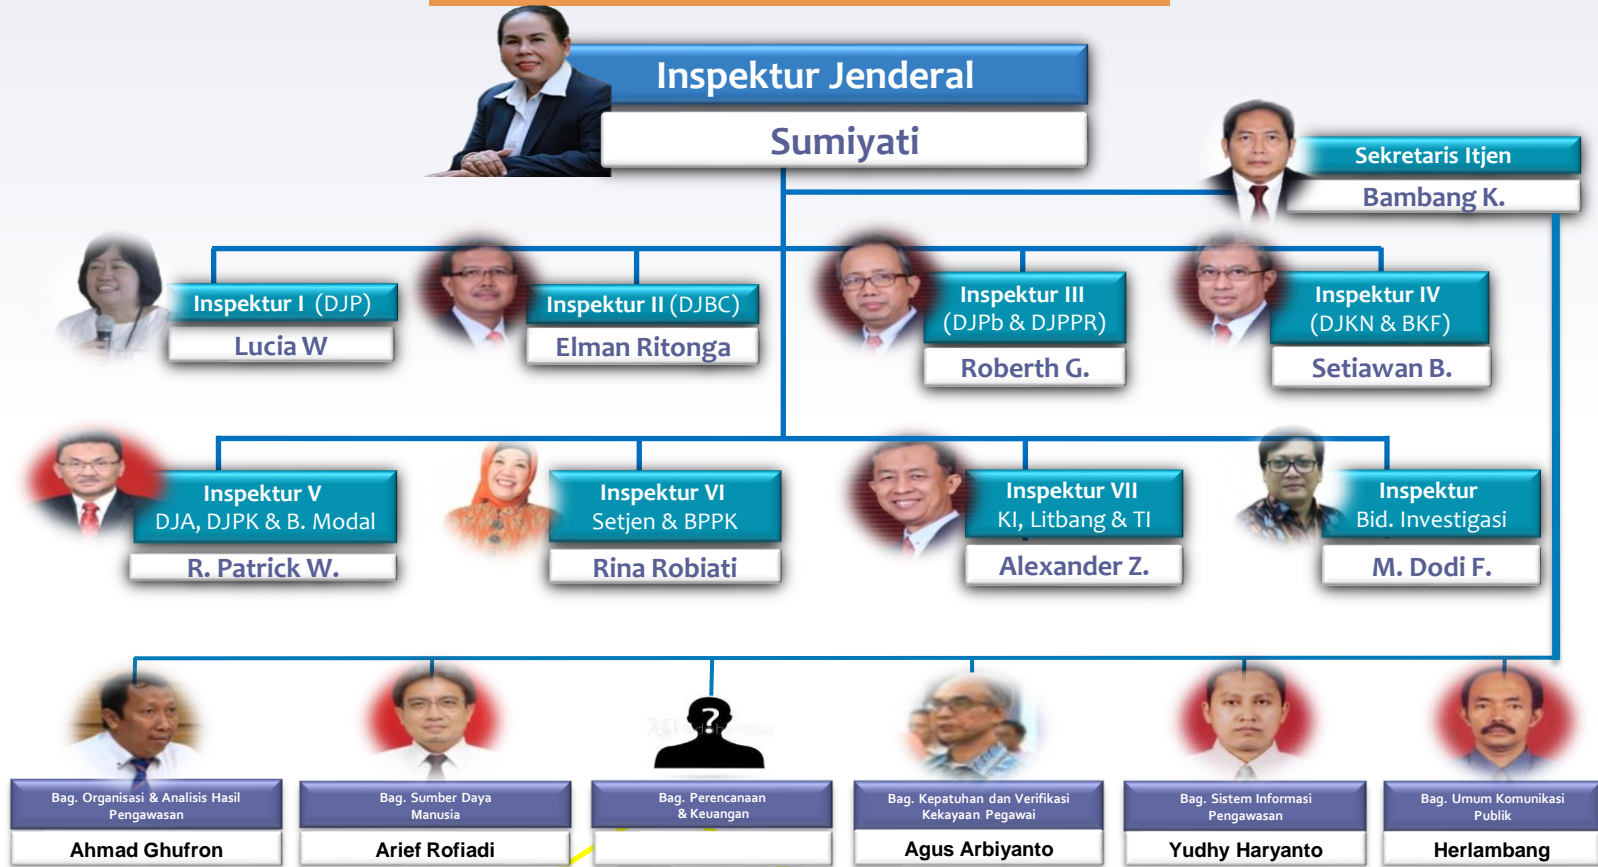 Inspektur Jenderal
Sumiyati
Sekretaris Itjen
Bambang K.
Inspektur I (DJP)
Lucia W
Inspektur II (DJBC)
Elman Ritonga
Inspektur III
(DJPb & DJPPR)
Roberth G.
Inspektur IV
(DJKN & BKF)
Setiawan B.
Inspektur V
DJA, DJPK & B. Modal
R. Patrick W.
Inspektur VI
Setjen & BPPK
Rina Robiati
Inspektur VII
KI, Litbang & TI
Alexander Z.
Inspektur
Bid. Investigasi
M. Dodi F.
?
Bag. Organisasi & Analisis Hasil
Pengawasan
Ahmad Ghufron
Bag. Sumber Daya
Manusia
Arief Rofiadi
Bag. Perencanaan
& Keuangan
Bag. Kepatuhan dan Verifikasi
Kekayaan Pegawai
Agus Arbiyanto
Bag. Sistem Informasi
Pengawasan
Yudhy Haryanto
Bag. Umum Komunikasi
Publik
Herlambang